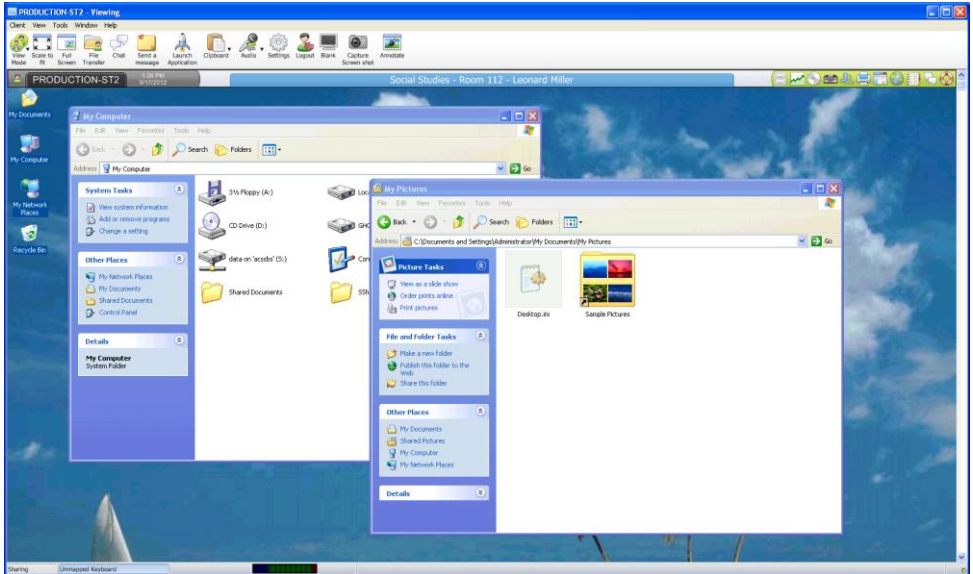 PRODUCTION-ST2 - Viewing
Client View Tools Window Help
View Mode
Scale to fit
Full Screen
File Transfer
Chat
Send a message
Launch Application
Clipboard
Audio
Settings
Logout
Blank
Capture Screen shot
Annotate
PRODUCTION-ST2
1:28 PM
Social Studies - Room 112 - Leonard Miller
My Documents
My Computer
My Network Places
Recycle Bin
My Computer
File Edit View Favorites Tools Help
Back Search Folders
Address My Computer Go
System Tasks
View system information
Add or remove programs
Change a setting
Other Places
My Network Places
My Documents
Shared Documents
Control Panel
Details
My Computer
System Folder
3½ Floppy (A:)
Loc
CD Drive (D:)
GHO
data on 'acssbs' (S:)
Con
Shared Documents
SSh
My Pictures
File Edit View Favorites Tools Help
Back Search Folders
Address C:\Documents and Settings\Administrator\My Documents\My Pictures Go
Picture Tasks
View as a slide show
Order prints online
Print pictures
File and Folder Tasks
Make a new folder
Publish this folder to the Web
Share this folder
Other Places
My Documents
Shared Pictures
My Computer
My Network Places
Details
Desktop.ini
Sample Pictures
Sharing
Unmapped Keyboard